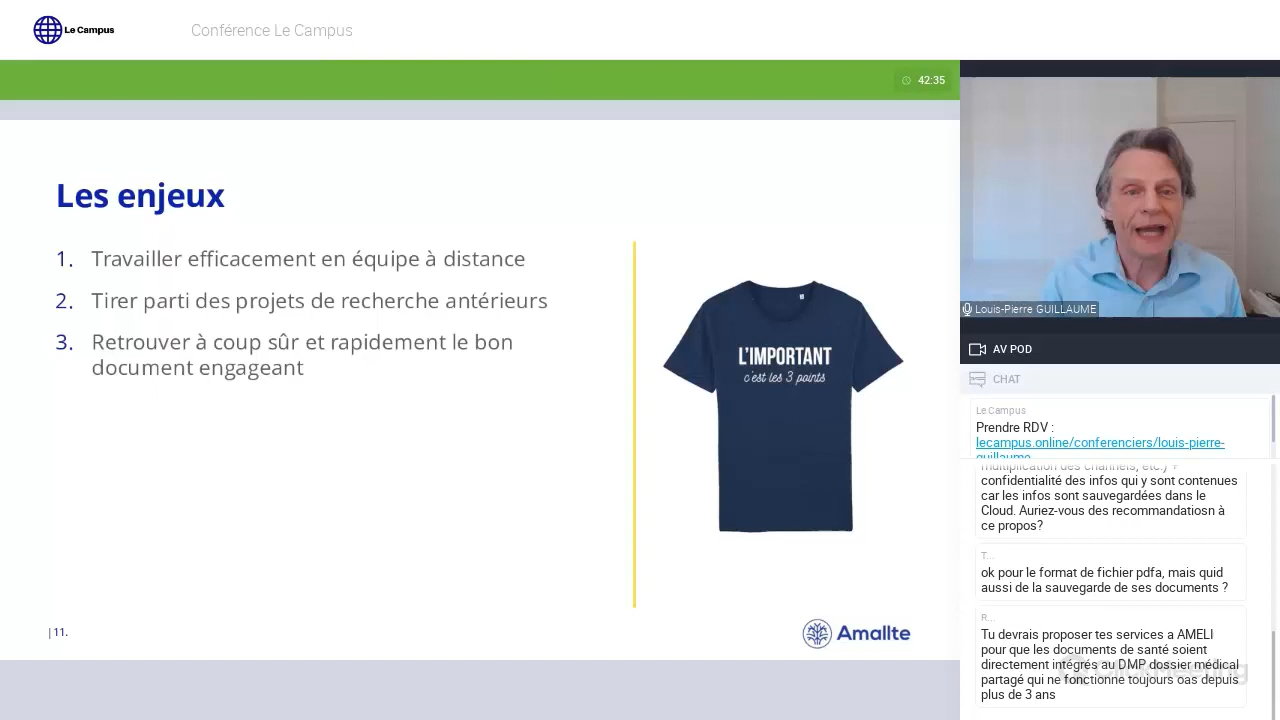 Le Campus
Conférence Le Campus
42:35
Les enjeux
1. Travailler efficacement en équipe à distance
2. Tirer parti des projets de recherche antérieurs
3. Retrouver à coup sûr et rapidement le bon
document engageant
L'IMPORTANT
c'est les 3 points
|11.
Amallte
Louis-Pierre GUILLAUME
AV POD
CHAT
Le Campus
Prendre RDV :
lecampus.online/conferenciers/louis-pierre-
guillaume
multiplication des channels, etc.) +
confidentialité des infos qui y sont contenues
car les infos sont sauvegardées dans le
Cloud. Auriez-vous des recommandatiosn à
ce propos?
T...
ok pour le format de fichier pdfa, mais quid
aussi de la sauvegarde de ses documents ?
R...
Tu devrais proposer tes services a AMELI
pour que les documents de santé soient
directement intégrés au DMP dossier médical
partagé qui ne fonctionne toujours oas depuis
plus de 3 ans
ClickMeeting